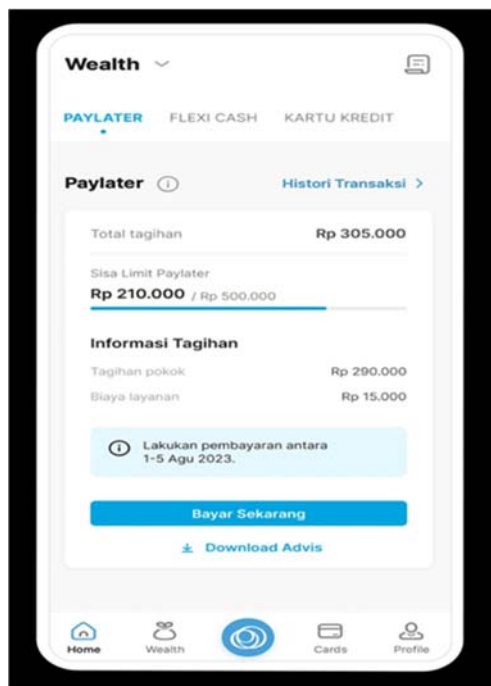 Wealth
PAYLATER FLEXI CASH KARTU KREDIT
Paylater Histori Transaksi >
Total tagihan Rp 305.000
Sisa Limit Paylater
Rp 210.000 / Rp 500.000
Informasi Tagihan
Tagihan pokok Rp 290.000
Biaya layanan Rp 15.000
Lakukan pembayaran antara
1-5 Agu 2023.
Bayar Sekarang
Download Advis
Home Wealth Cards Profile